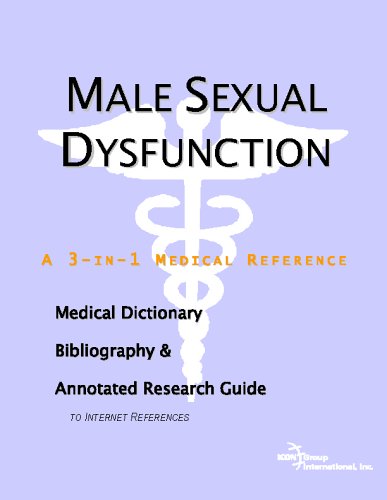 MALE SEXUAL
DYSFUNCTION
A 3-IN-1 MEDICAL REFERENCE
Medical Dictionary
Bibliography &
Annotated Research Guide
TO INTERNET REFERENCES
ICON Group
International, Inc.